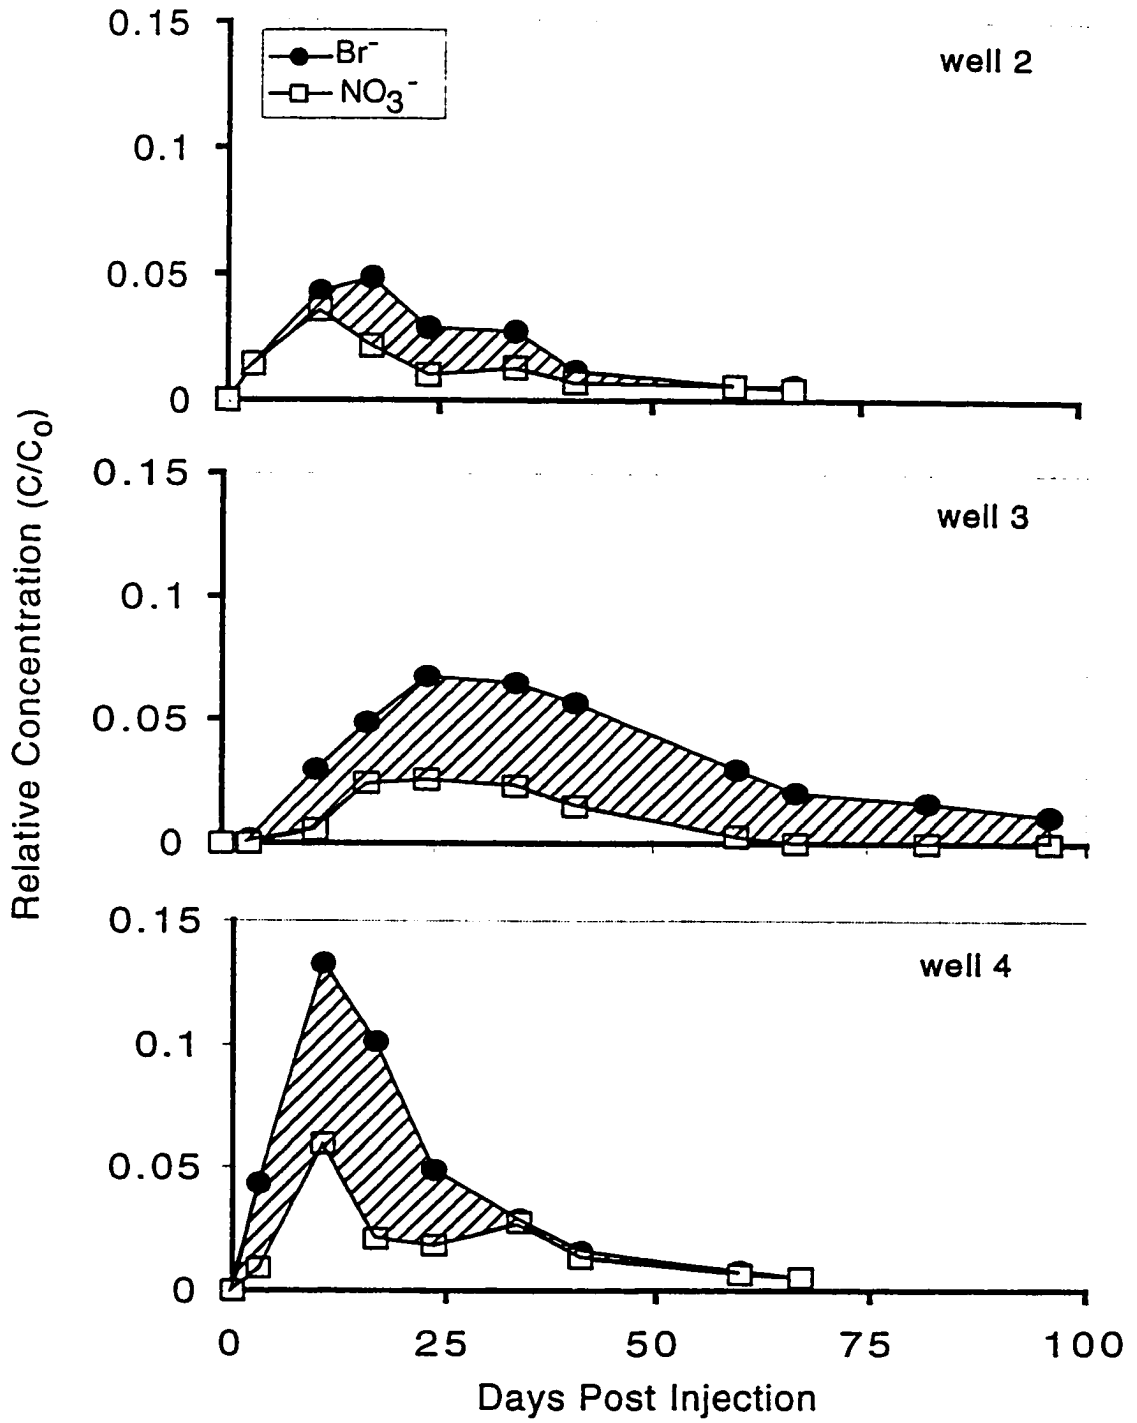 Relative Concentration (C/C₀)
0.15
Br⁻
NO₃⁻
well 2
0.1
0.05
0
0.15
well 3
0.1
0.05
0
0.15
well 4
0.1
0.05
0
0 25 50 75 100
Days Post Injection